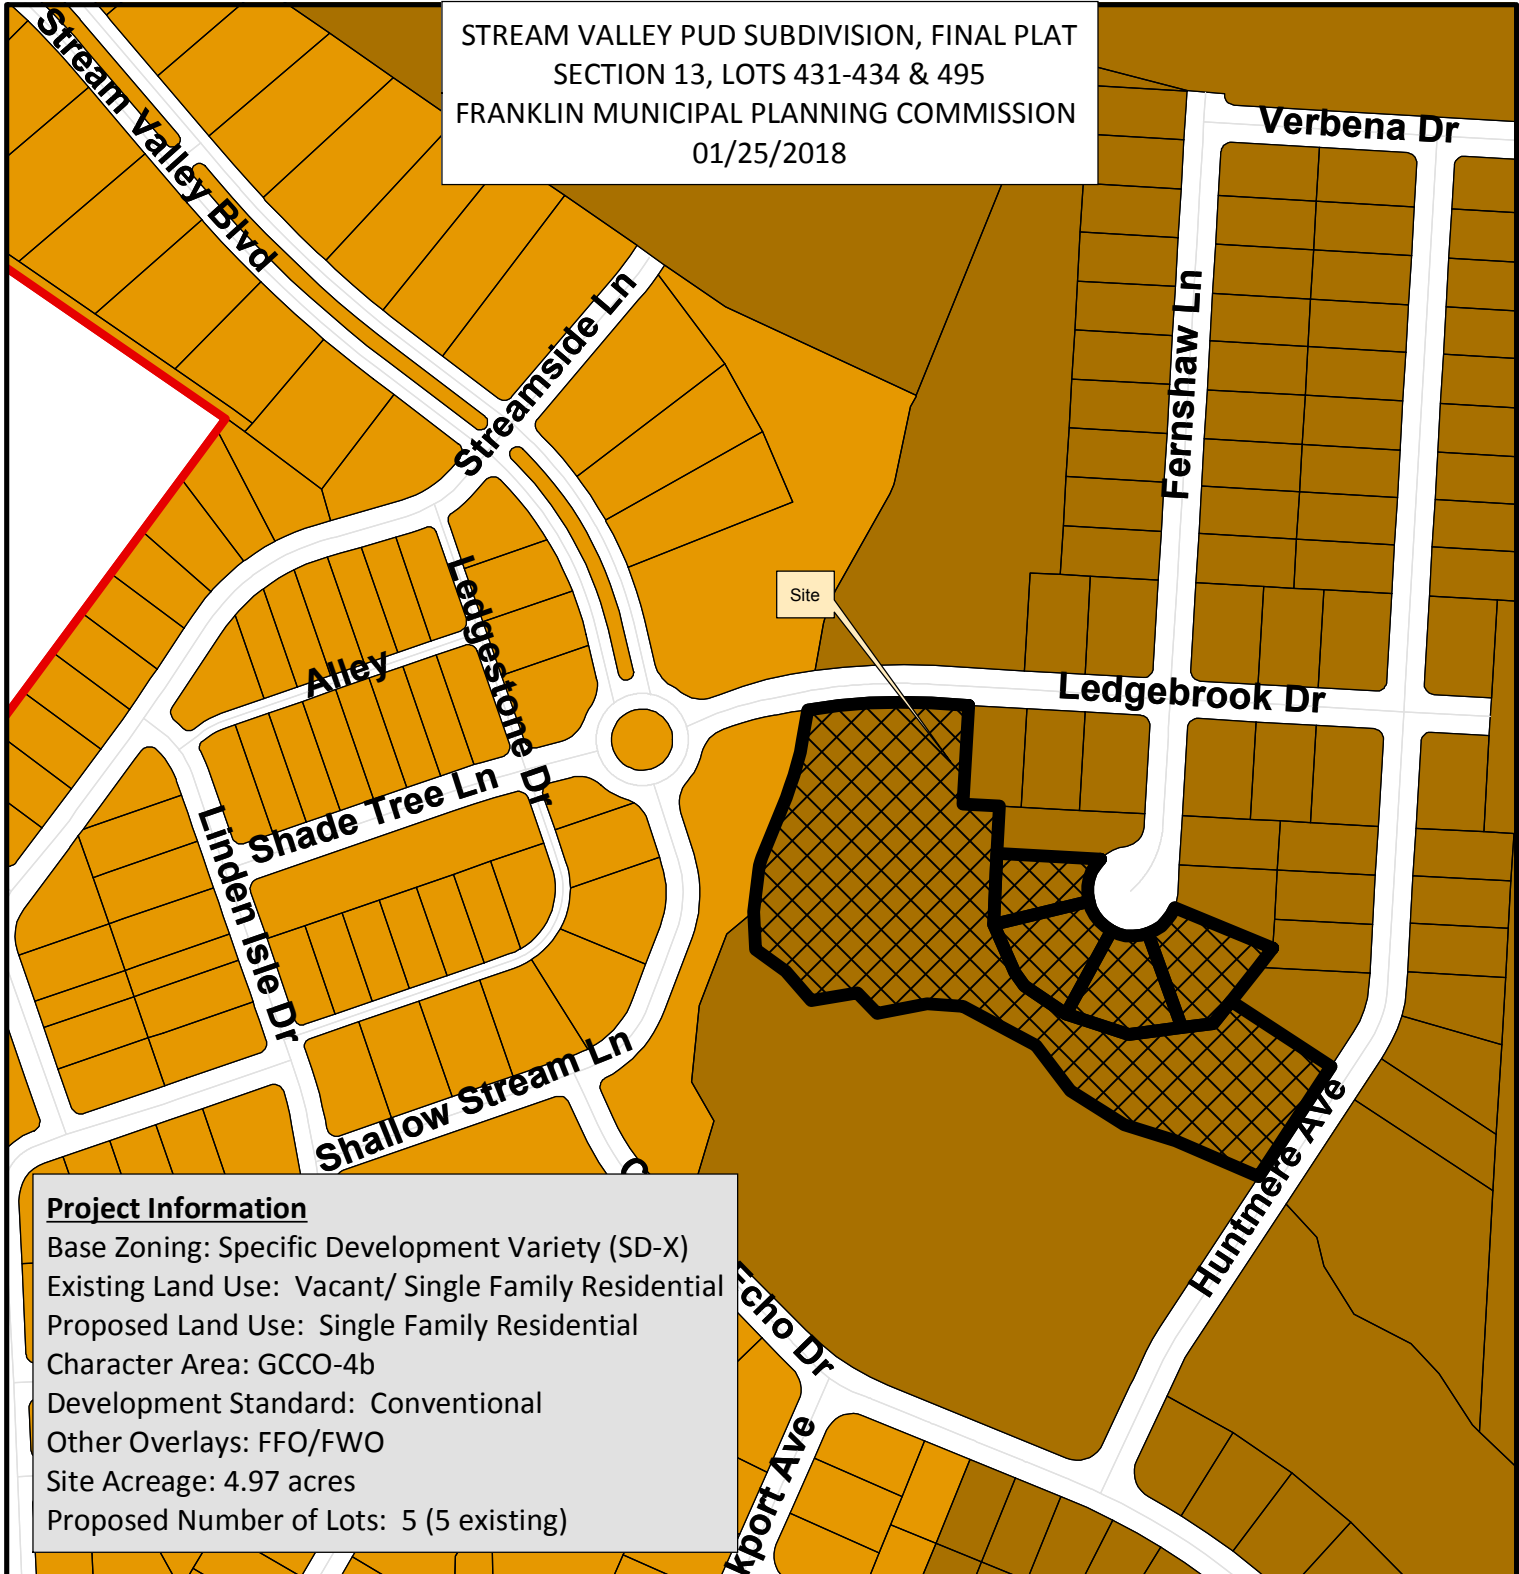 STREAM VALLEY PUD SUBDIVISION, FINAL PLAT
SECTION 13, LOTS 431-434 & 495
FRANKLIN MUNICIPAL PLANNING COMMISSION
01/25/2018
Stream Valley Blvd
Verbena Dr
Streamside Ln
Fernshaw Ln
Ledgestone Dr
Site
Alley
Ledgebrook Dr
Shade Tree Ln
Linden Isle Dr
Shallow Stream Ln
Huntmere Ave
Echo Dr
kport Ave
Project Information
Base Zoning: Specific Development Variety (SD-X)
Existing Land Use: Vacant/ Single Family Residential
Proposed Land Use: Single Family Residential
Character Area: GCCO-4b
Development Standard: Conventional
Other Overlays: FFO/FWO
Site Acreage: 4.97 acres
Proposed Number of Lots: 5 (5 existing)